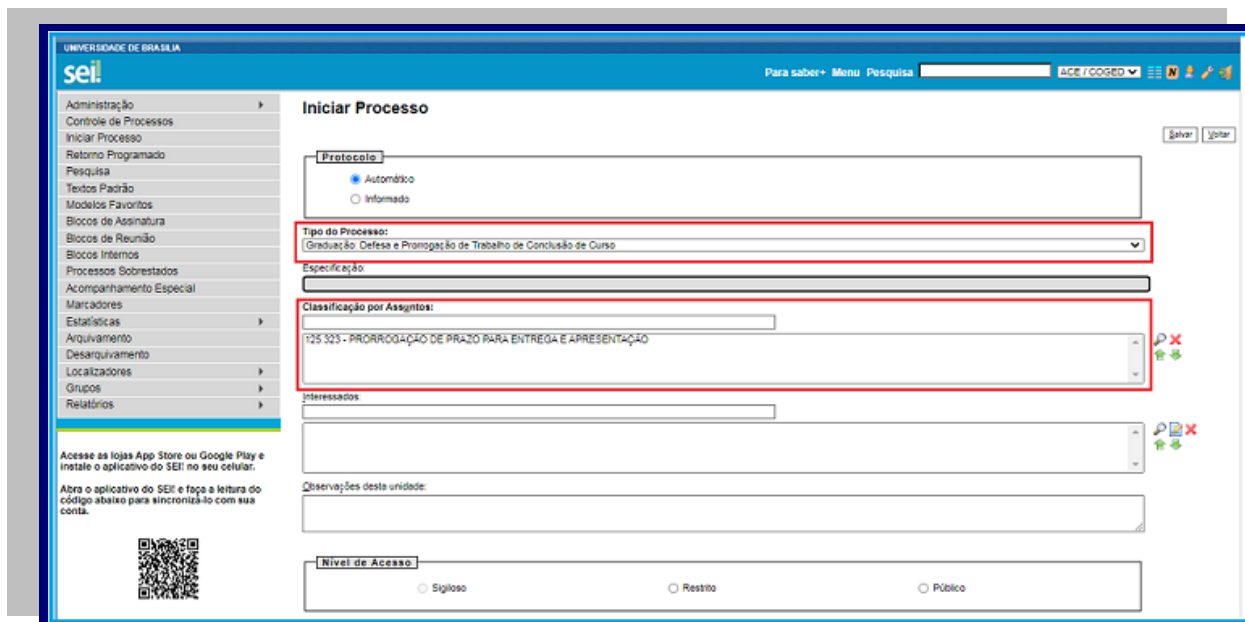 UNIVERSIDADE DE BRASILIA
sei!
Para saber+ Menu Pesquisa
ACE / COGED
N
Administração
Controle de Processos
Iniciar Processo
Retorno Programado
Pesquisa
Textos Padrão
Modelos Favoritos
Blocos de Assinatura
Blocos de Reunião
Blocos Internos
Processos Sobrestados
Acompanhamento Especial
Marcadores
Estatísticas
Arquivamento
Desarquivamento
Localizadores
Grupos
Relatórios
Acesse as lojas App Store ou Google Play e
instale o aplicativo do SEI! no seu celular.
Abra o aplicativo do SEI! e faça a leitura do
código abaixo para sincronizá-lo com sua
conta.
Iniciar Processo
Salvar Voltar
Protocolo
Automático
Informado
Tipo do Processo:
Graduação: Defesa e Prorrogação de Trabalho de Conclusão de Curso
Especificação:
Classificação por Assuntos:
125.323 - PRORROGAÇÃO DE PRAZO PARA ENTREGA E APRESENTAÇÃO
Interessados:
Observações desta unidade:
Nível de Acesso
Sigiloso Restrito Público